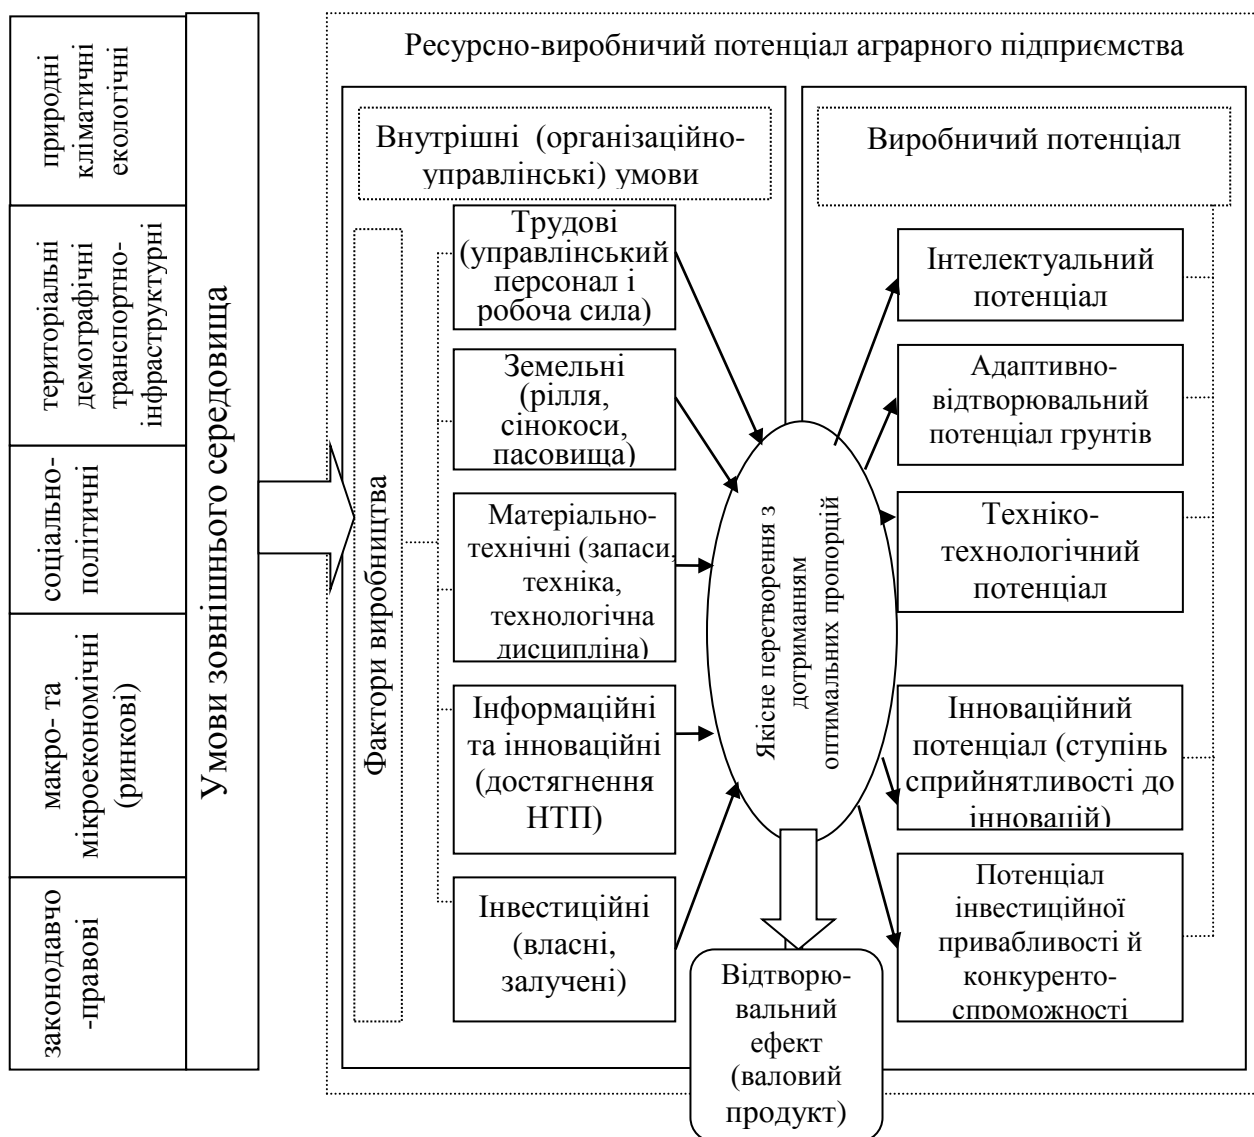 природні
кліматичні
екологічні
територіальні
демографічні
транспортно-
інфраструктурні
соціально-
політичні
макро- та
мікроекономічні
(ринкові)
законодавчо
-правові
Умови зовнішнього середовища
Ресурсно-виробничий потенціал аграрного підприємства
Внутрішні (організаційно-
управлінські) умови
Фактори виробництва
Трудові
(управлінський
персонал і
робоча сила)
Земельні
(рілля,
сінокоси,
пасовища)
Матеріально-
технічні (запаси,
техніка,
технологічна
дисципліна)
Інформаційні
та інноваційні
(досягнення
НТП)
Інвестиційні
(власні,
залучені)
Якісне перетворення з
дотриманням
оптимальних пропорцій
Відтворю-
вальний
ефект
(валовий
продукт)
Виробничий потенціал
Інтелектуальний
потенціал
Адаптивно-
відтворювальний
потенціал грунтів
Техніко-
технологічний
потенціал
Інноваційний
потенціал (ступінь
сприйнятливості до
інновацій)
Потенціал
інвестиційної
привабливості й
конкуренто-
спроможності